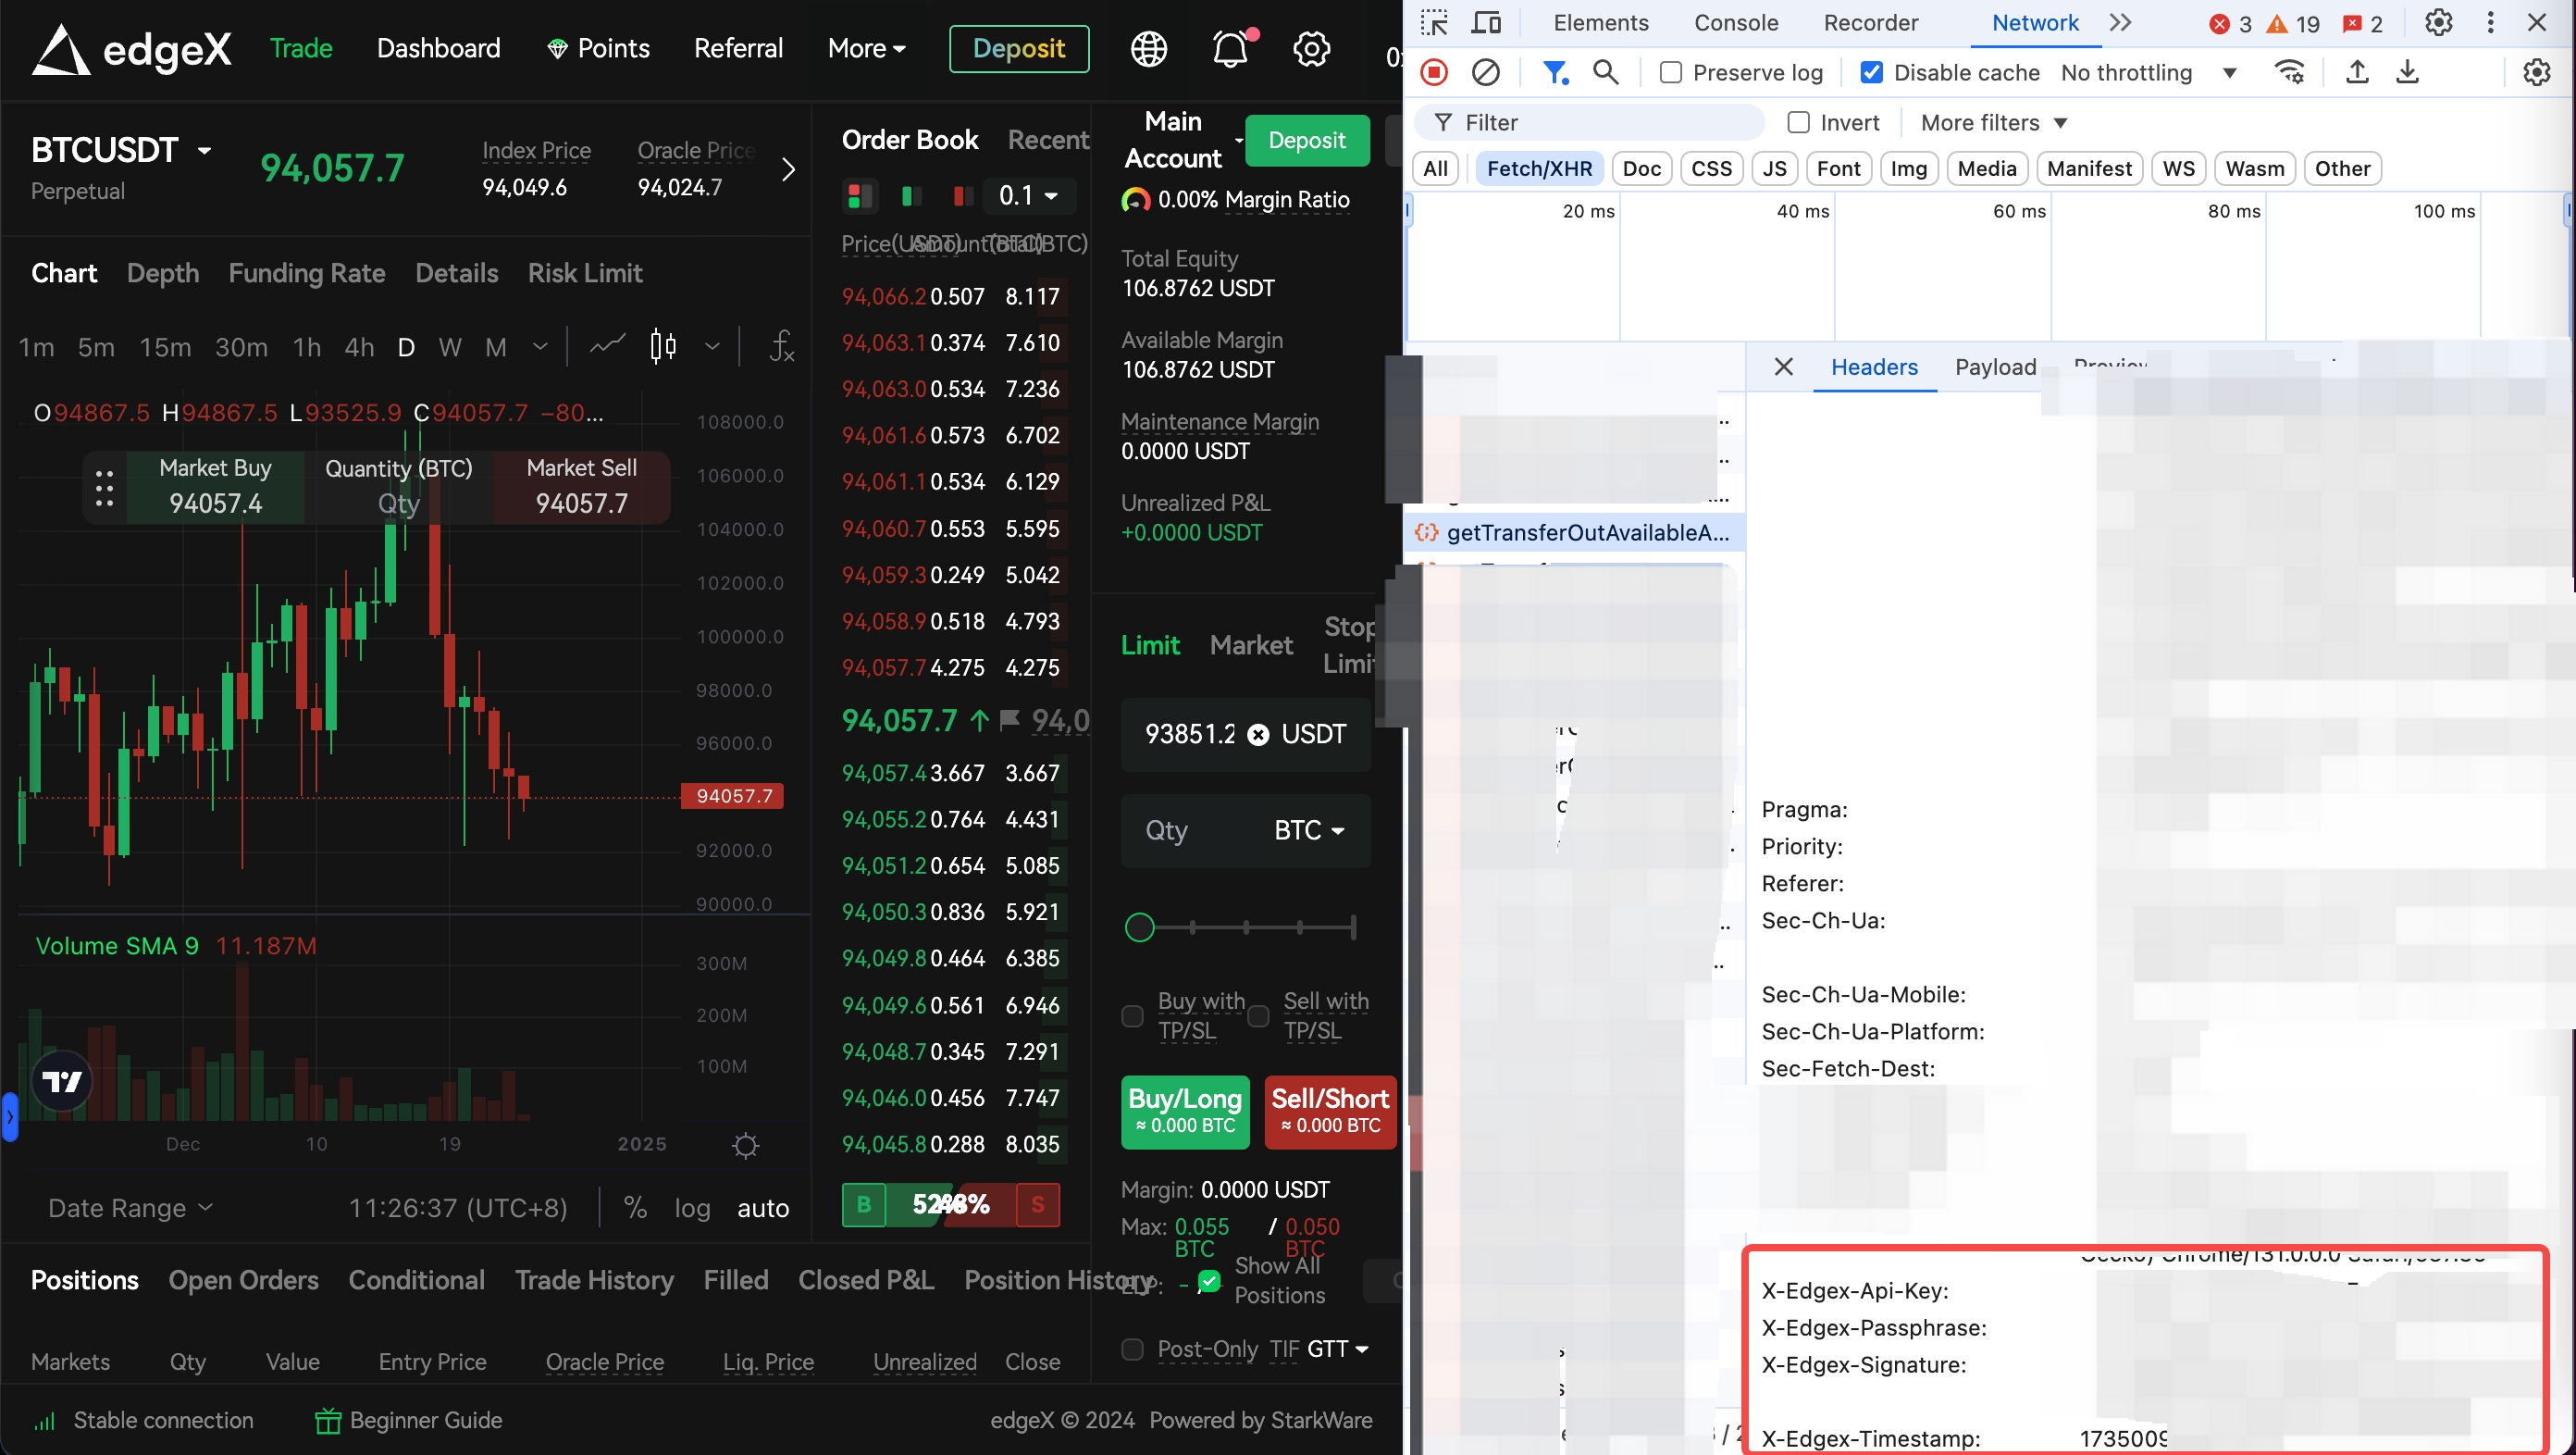 edgeX Trade Dashboard Points Referral More Deposit
BTCUSDT
Perpetual
94,057.7
Index Price
94,049.6
Oracle Price
94,024.7
Chart Depth Funding Rate Details Risk Limit
1m 5m 15m 30m 1h 4h D W M
O94867.5 H94867.5 L93525.9 C94057.7 −80...
Market Buy
94057.4
Quantity (BTC)
Qty
Market Sell
94057.7
108000.0
106000.0
104000.0
102000.0
100000.0
98000.0
96000.0
94057.7
92000.0
90000.0
Volume SMA 9 11.187M
300M
200M
100M
Dec 10 19 2025
Date Range 11:26:37 (UTC+8) % log auto
Order Book Recent
0.1
Price(USDT) Amount(BTC) Total(BTC)
94,066.2 0.507 8.117
94,063.1 0.374 7.610
94,063.0 0.534 7.236
94,061.6 0.573 6.702
94,061.1 0.534 6.129
94,060.7 0.553 5.595
94,059.3 0.249 5.042
94,058.9 0.518 4.793
94,057.7 4.275 4.275
94,057.7 94,0
94,057.4 3.667 3.667
94,055.2 0.764 4.431
94,051.2 0.654 5.085
94,050.3 0.836 5.921
94,049.8 0.464 6.385
94,049.6 0.561 6.946
94,048.7 0.345 7.291
94,046.0 0.456 7.747
94,045.8 0.288 8.035
B 52% 48% S
Main
Account
Deposit
0.00% Margin Ratio
Total Equity
106.8762 USDT
Available Margin
106.8762 USDT
Maintenance Margin
0.0000 USDT
Unrealized P&L
+0.0000 USDT
Limit Market Stop
Limit
93851.2 USDT
Qty BTC
Buy with
TP/SL
Sell with
TP/SL
Buy/Long
≈ 0.000 BTC
Sell/Short
≈ 0.000 BTC
Margin: 0.0000 USDT
Max: 0.055
BTC
/ 0.050
BTC
Show All
Positions
Post-Only TIF GTT
Positions Open Orders Conditional Trade History Filled Closed P&L Position History
Markets Qty Value Entry Price Oracle Price Liq. Price Unrealized Close
Stable connection Beginner Guide edgeX © 2024 Powered by StarkWare
Elements Console Recorder Network 3 19 2
Preserve log Disable cache No throttling
Filter Invert More filters
All Fetch/XHR Doc CSS JS Font Img Media Manifest WS Wasm Other
20 ms 40 ms 60 ms 80 ms 100 ms
Headers Payload Preview
getTransferOutAvailableA...
Pragma:
Priority:
Referer:
Sec-Ch-Ua:
Sec-Ch-Ua-Mobile:
Sec-Ch-Ua-Platform:
Sec-Fetch-Dest:
Gecko) Chrome/131.0.0.0 Safari/537.36
X-Edgex-Api-Key:
X-Edgex-Passphrase:
X-Edgex-Signature:
X-Edgex-Timestamp: 1735009